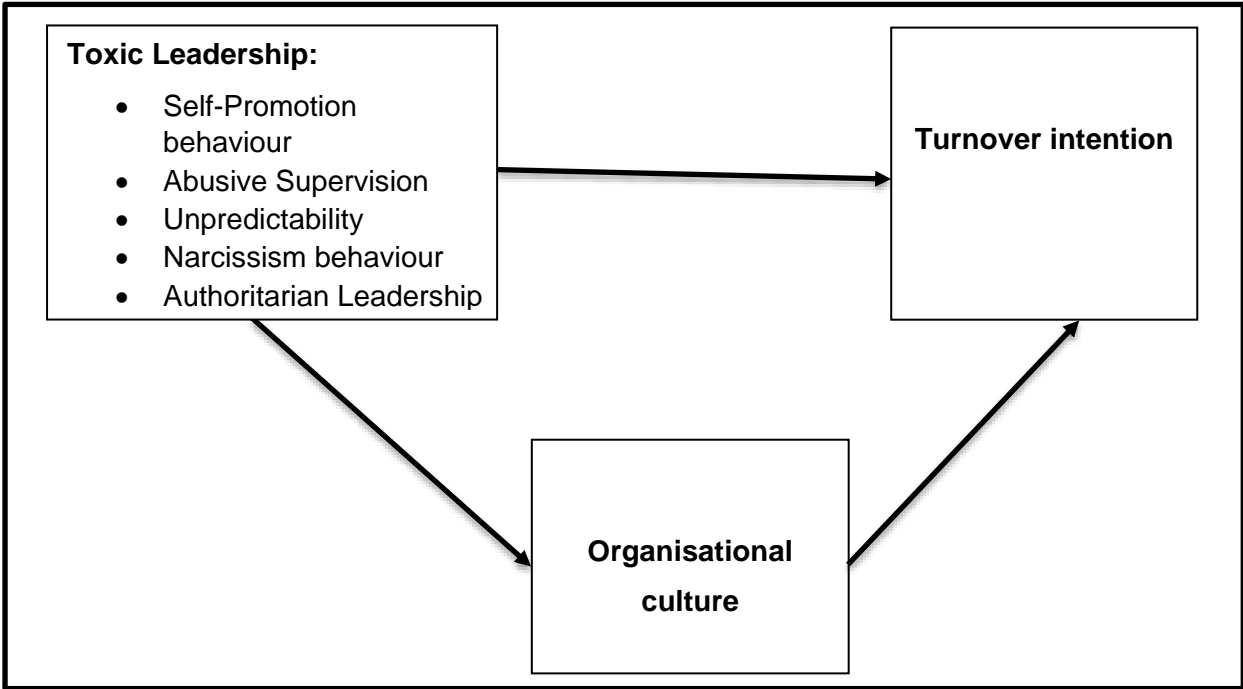 Toxic Leadership:
• Self-Promotion
behaviour
• Abusive Supervision
• Unpredictability
• Narcissism behaviour
• Authoritarian Leadership
Turnover intention
Organisational
culture